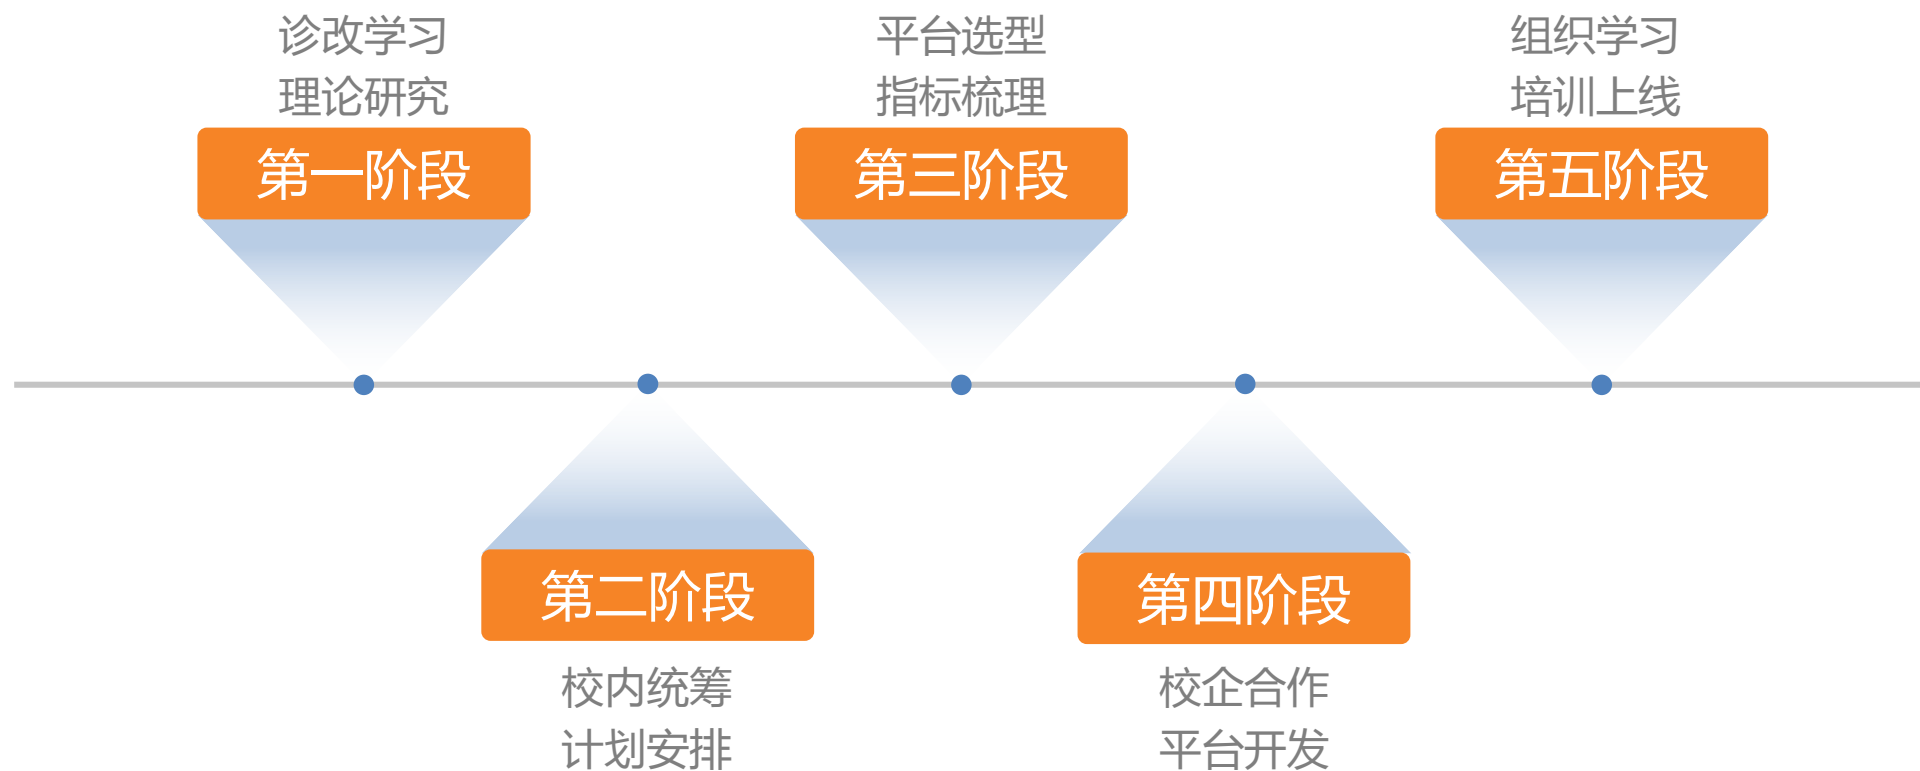 诊改学习
理论研究
第一阶段
校内统筹
计划安排
第二阶段
平台选型
指标梳理
第三阶段
校企合作
平台开发
第四阶段
组织学习
培训上线
第五阶段